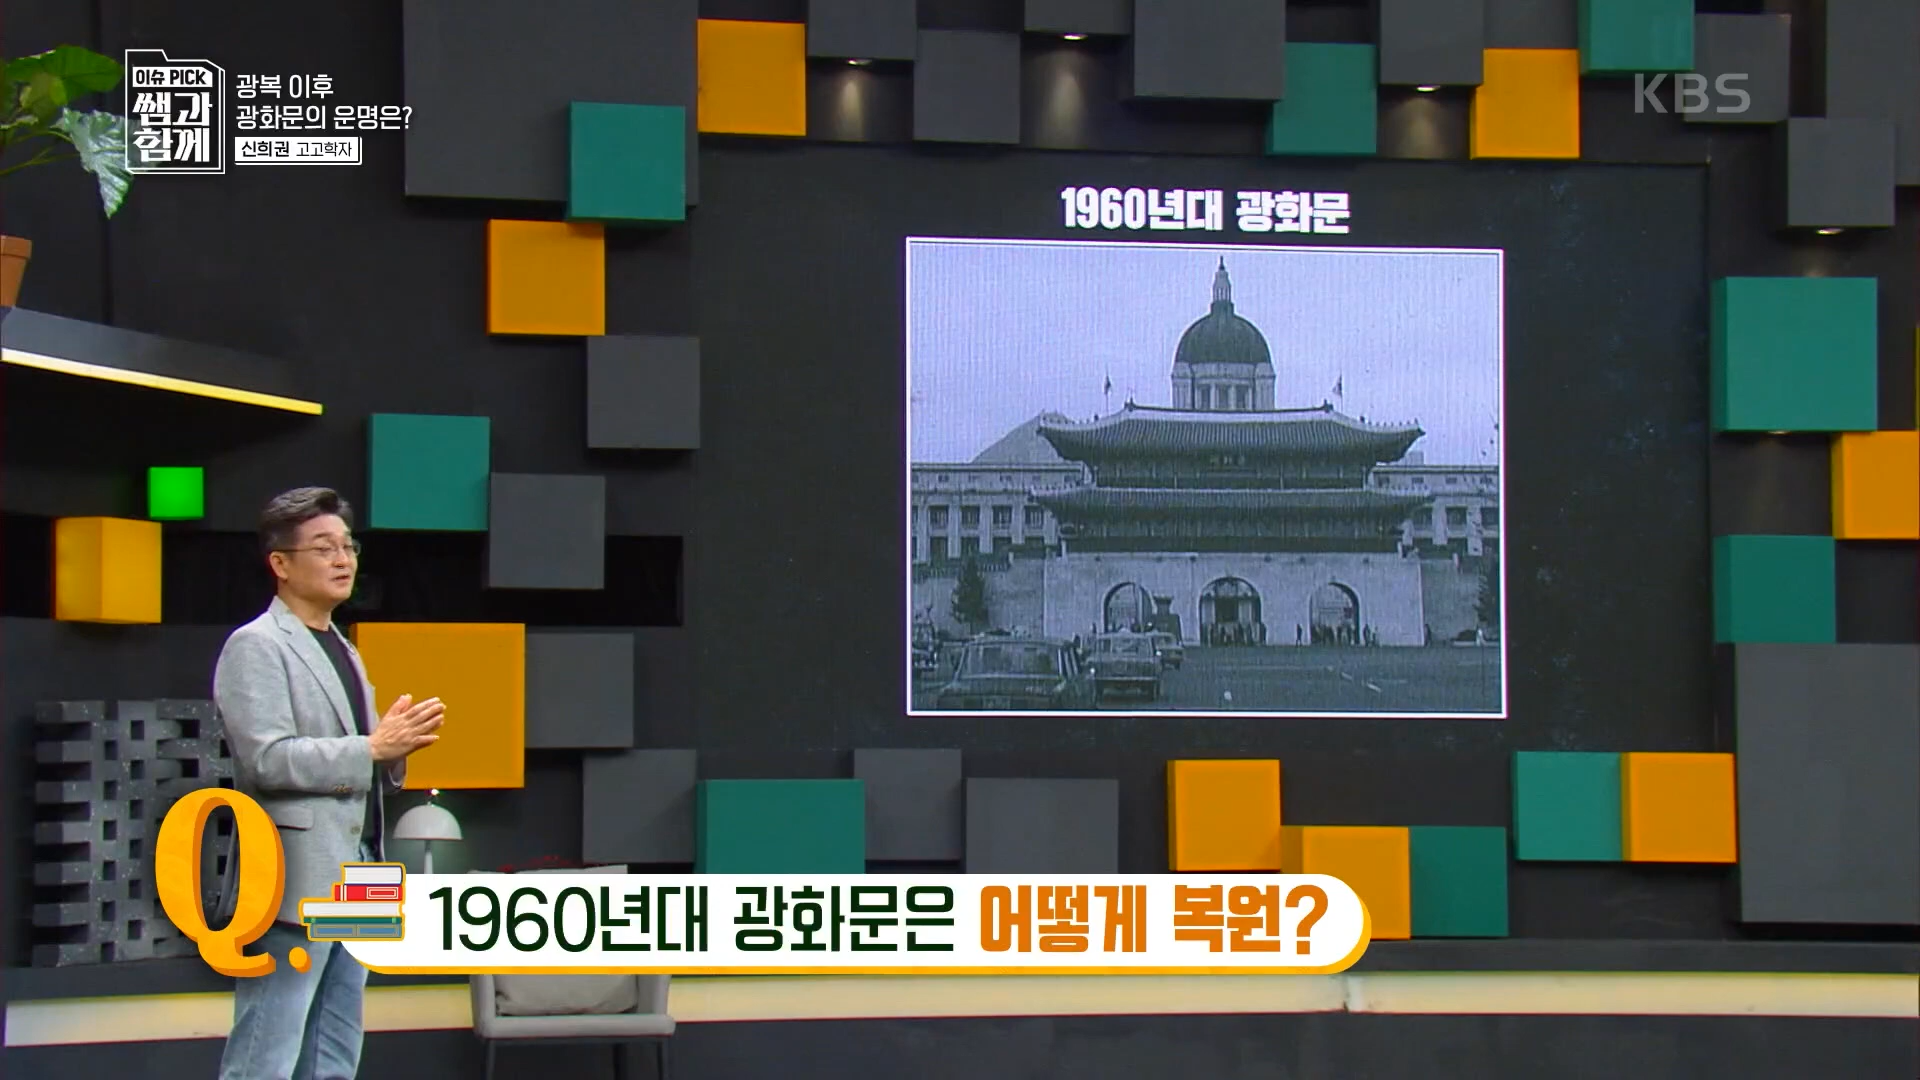 이슈 PICK
쌤과
함께
광복 이후
광화문의 운명은?
신희권 고고학자
KBS
1960년대 광화문
Q.
1960년대 광화문은 어떻게 복원?